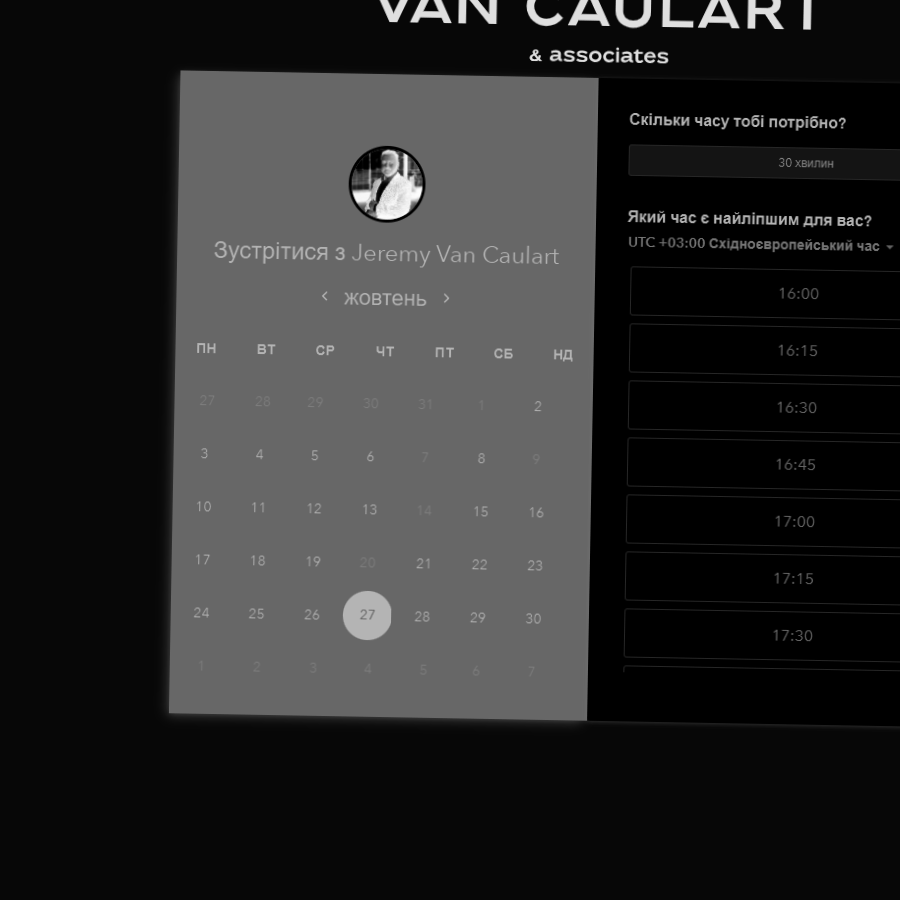 VAN CAULART
& associates
Зустрітися з Jeremy Van Caulart
жовтень
ПН ВТ СР ЧТ ПТ СБ НД
27 28 29 30 31 1 2
3 4 5 6 7 8 9
10 11 12 13 14 15 16
17 18 19 20 21 22 23
24 25 26 27 28 29 30
1 2 3 4 5 6 7
Скільки часу тобі потрібно?
30 хвилин
Який час є найліпшим для вас?
UTC +03:00 Східноєвропейський час
16:00
16:15
16:30
16:45
17:00
17:15
17:30